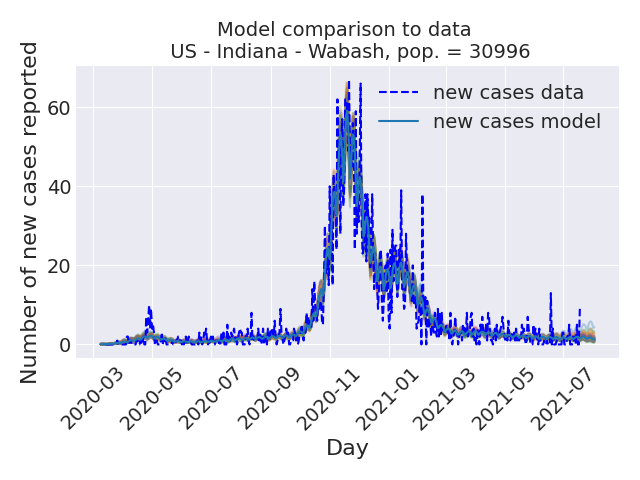 Model comparison to data
US - Indiana - Wabash, pop. = 30996
Number of new cases reported
60
40
20
0
new cases data
new cases model
2020-03
2020-05
2020-07
2020-09
2020-11
2021-01
2021-03
2021-05
2021-07
Day